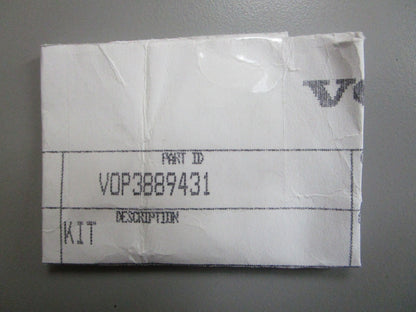 VO
PART ID
VOP3889431
DESCRIPTION
KIT